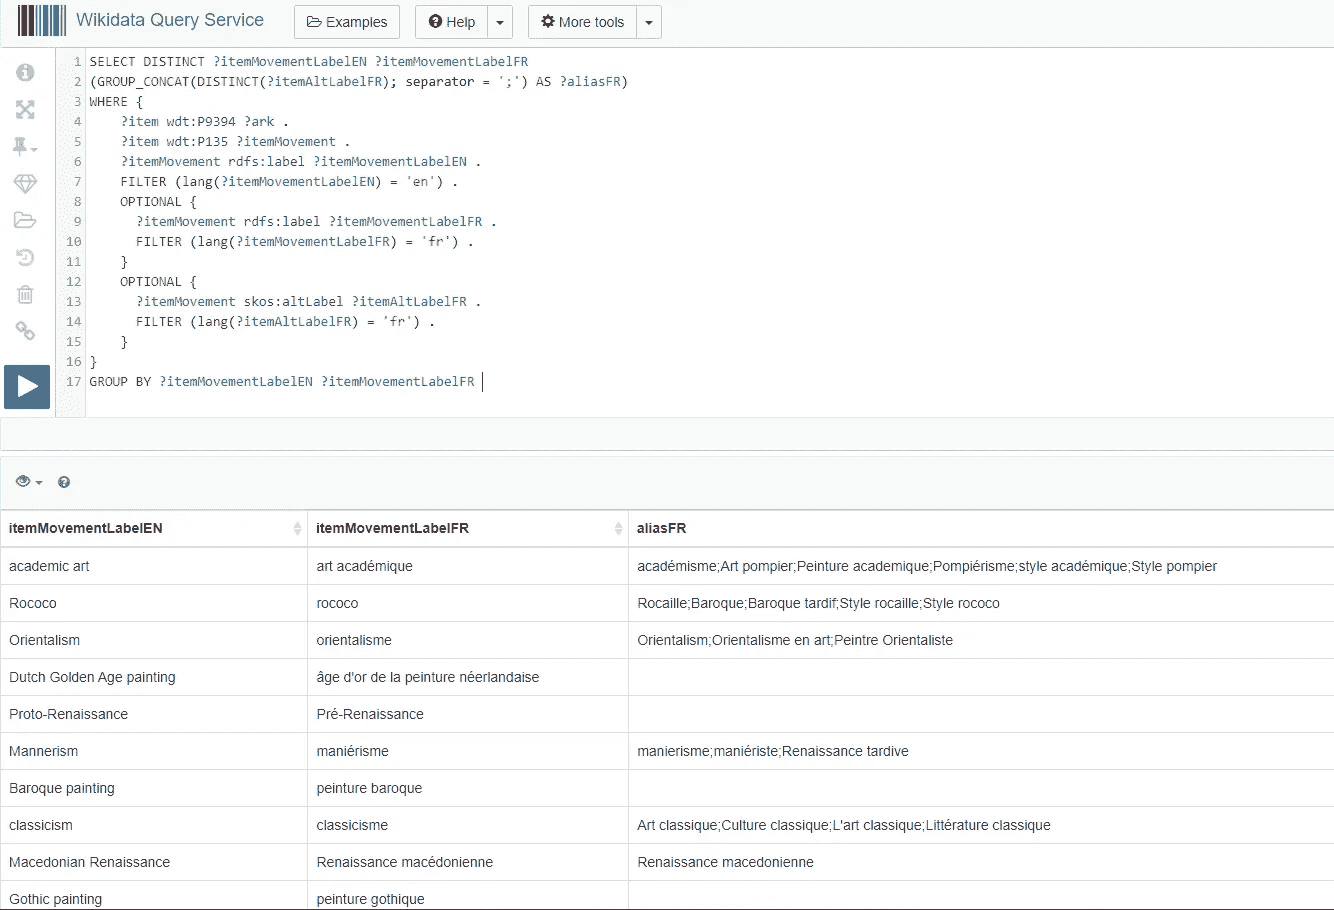 Wikidata Query Service Examples Help More tools
1 SELECT DISTINCT ?itemMovementLabelEN ?itemMovementLabelFR
2 (GROUP_CONCAT(DISTINCT(?itemAltLabelFR); separator = ';') AS ?aliasFR)
3 WHERE {
4 ?item wdt:P9394 ?ark .
5 ?item wdt:P135 ?itemMovement .
6 ?itemMovement rdfs:label ?itemMovementLabelEN .
7 FILTER (lang(?itemMovementLabelEN) = 'en') .
8 OPTIONAL {
9 ?itemMovement rdfs:label ?itemMovementLabelFR .
10 FILTER (lang(?itemMovementLabelFR) = 'fr') .
11 }
12 OPTIONAL {
13 ?itemMovement skos:altLabel ?itemAltLabelFR .
14 FILTER (lang(?itemAltLabelFR) = 'fr') .
15 }
16 }
17 GROUP BY ?itemMovementLabelEN ?itemMovementLabelFR
itemMovementLabelEN itemMovementLabelFR aliasFR
academic art art académique académisme;Art pompier;Peinture academique;Pompiérisme;style académique;Style pompier
Rococo rococo Rocaille;Baroque;Baroque tardif;Style rocaille;Style rococo
Orientalism orientalisme Orientalism;Orientalisme en art;Peintre Orientaliste
Dutch Golden Age painting âge d'or de la peinture néerlandaise
Proto-Renaissance Pré-Renaissance
Mannerism maniérisme manierisme;maniériste;Renaissance tardive
Baroque painting peinture baroque
classicism classicisme Art classique;Culture classique;L'art classique;Littérature classique
Macedonian Renaissance Renaissance macédonienne Renaissance macedonienne
Gothic painting peinture gothique